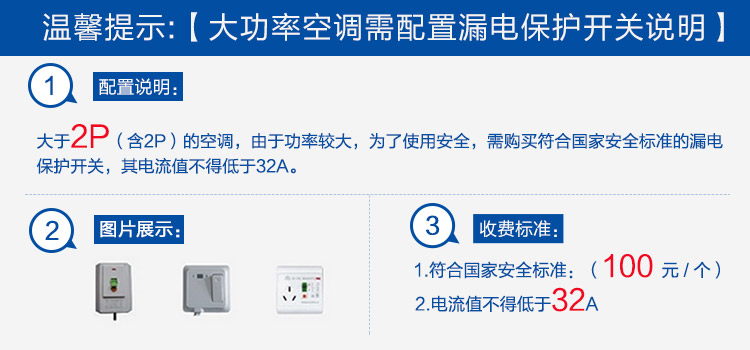 温馨提示:【大功率空调需配置漏电保护开关说明】
1 配置说明：
大于2P（含2P）的空调，由于功率较大，为了使用安全，需购买符合国家安全标准的漏电
保护开关，其电流值不得低于32A。
2 图片展示：
3 收费标准：
1.符合国家安全标准：（100 元 / 个）
2.电流值不得低于32A